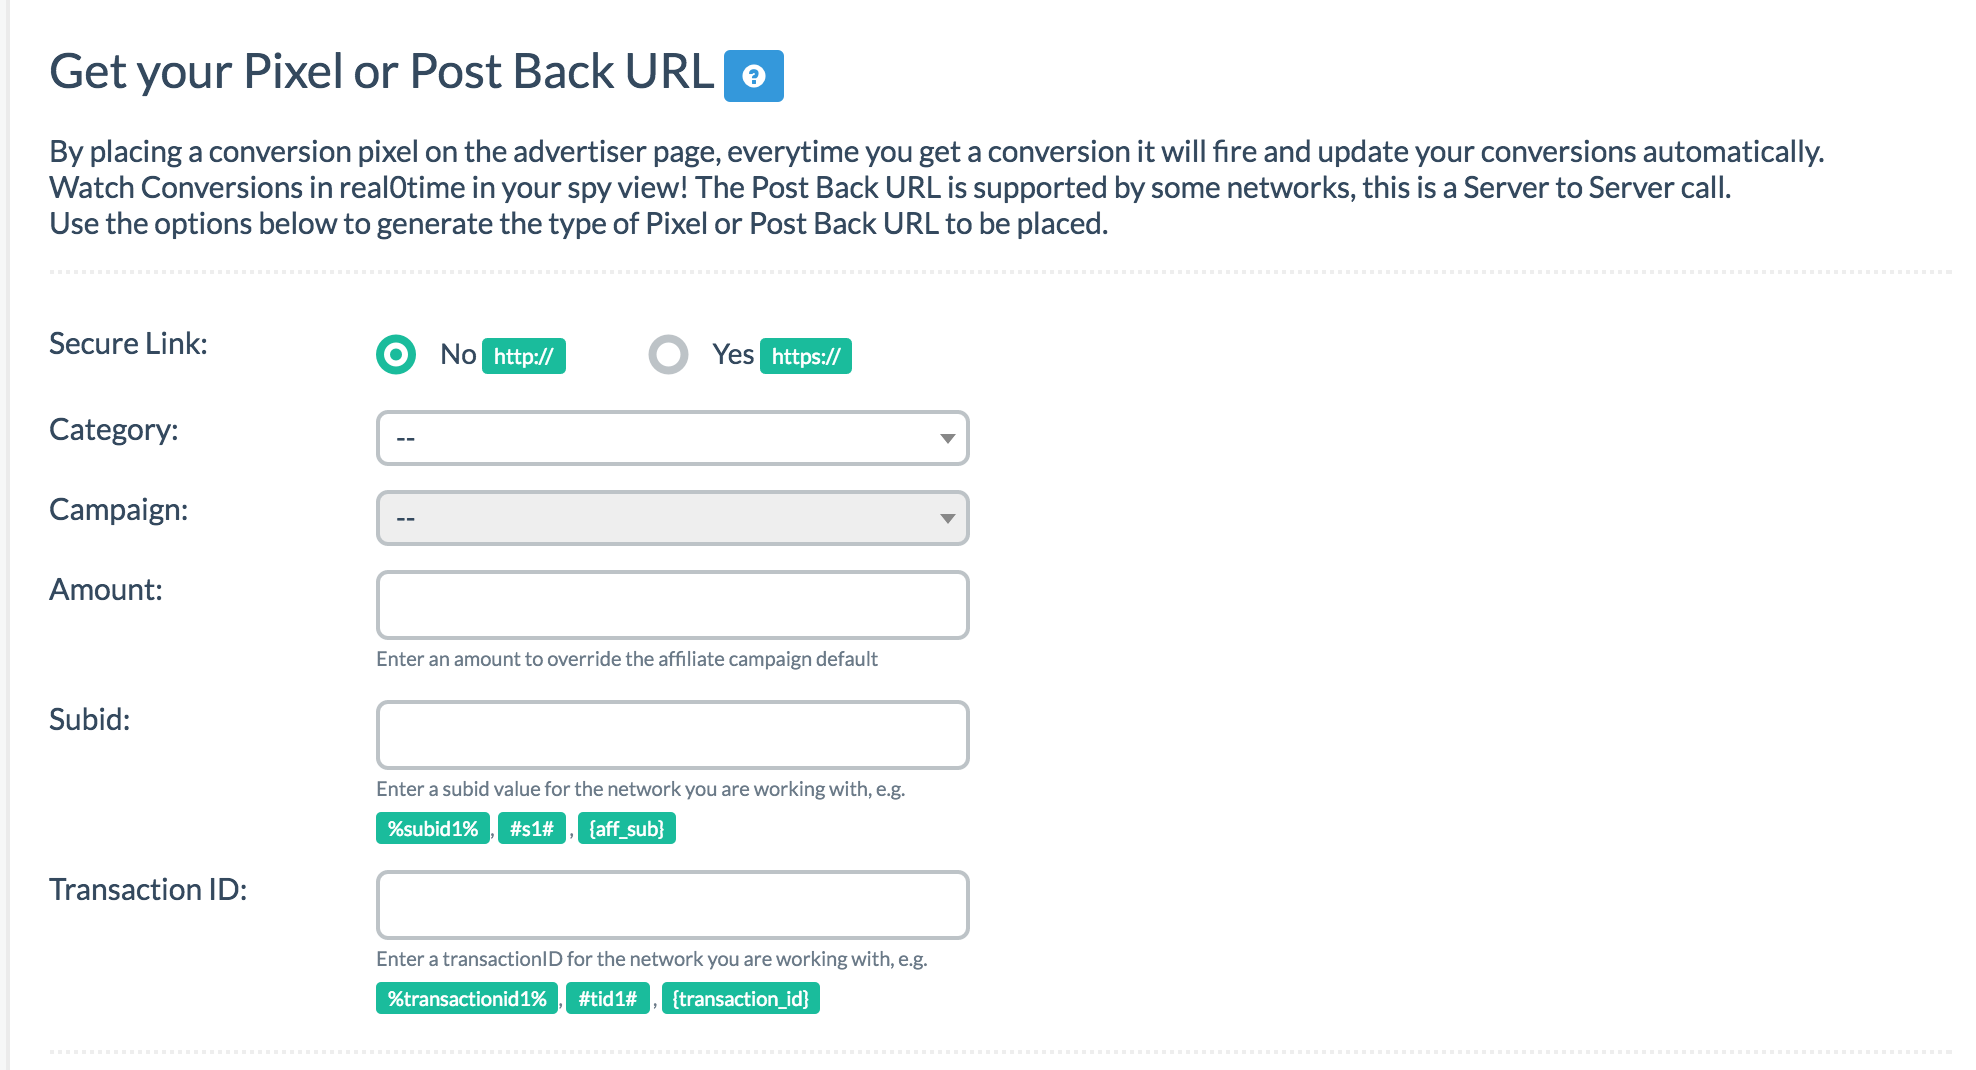 Get your Pixel or Post Back URL ?
By placing a conversion pixel on the advertiser page, everytime you get a conversion it will fire and update your conversions automatically.
Watch Conversions in real0time in your spy view! The Post Back URL is supported by some networks, this is a Server to Server call.
Use the options below to generate the type of Pixel or Post Back URL to be placed.
Secure Link: No http:// Yes https://
Category: --
Campaign: --
Amount:
Enter an amount to override the affiliate campaign default
Subid:
Enter a subid value for the network you are working with, e.g.
%subid1% , #s1# , {aff_sub}
Transaction ID:
Enter a transactionID for the network you are working with, e.g.
%transactionid1% , #tid1# , {transaction_id}